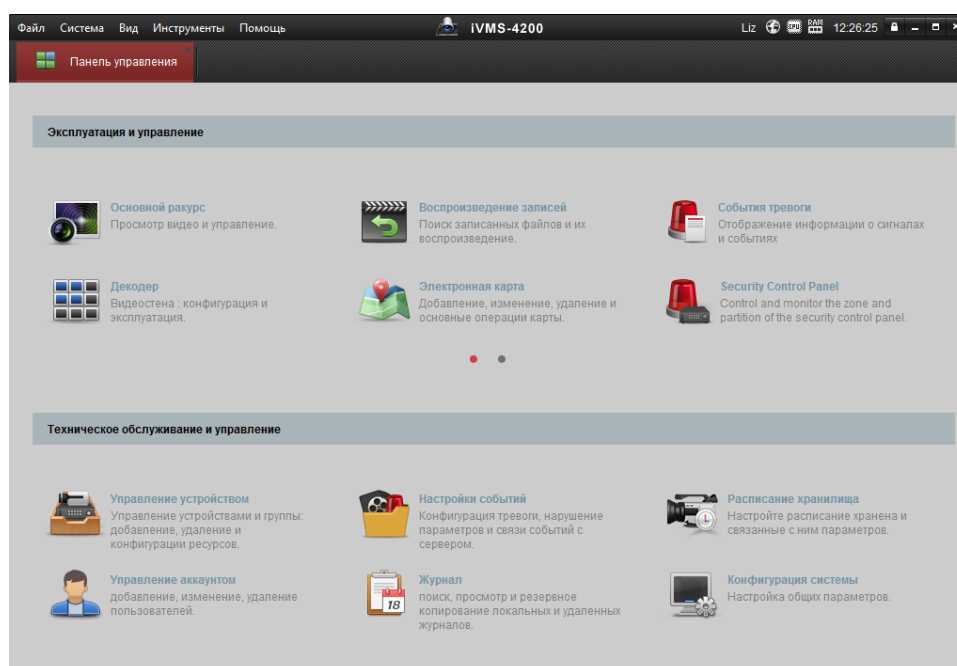 Файл Система Вид Инструменты Помощь iVMS-4200 Liz CPU RAM 12:26:25
Панель управления
Эксплуатация и управление
Основной ракурс
Просмотр видео и управление.
Воспроизведение записей
Поиск записанных файлов и их
воспроизведение.
События тревоги
Отображение информации о сигналах
и событиях
Декодер
Видеостена : конфигурация и
эксплуатация.
Электронная карта
Добавление, изменение, удаление и
основные операции карты.
Security Control Panel
Control and monitor the zone and
partition of the security control panel.
Техническое обслуживание и управление
Управление устройством
Управление устройствами и группы:
добавление, удаление и
конфигурации ресурсов.
Настройки событий
Конфигурация тревоги, нарушение
параметров и связи событий с
сервером.
Расписание хранилища
Настройте расписание хранена и
связанные с ним параметров.
Управление аккаунтом
добавление, изменение, удаление
пользователей.
18
Журнал
поиск, просмотр и резервное
копирование локальных и удаленных
журналов.
Конфигурация системы
Настройка общих параметров.